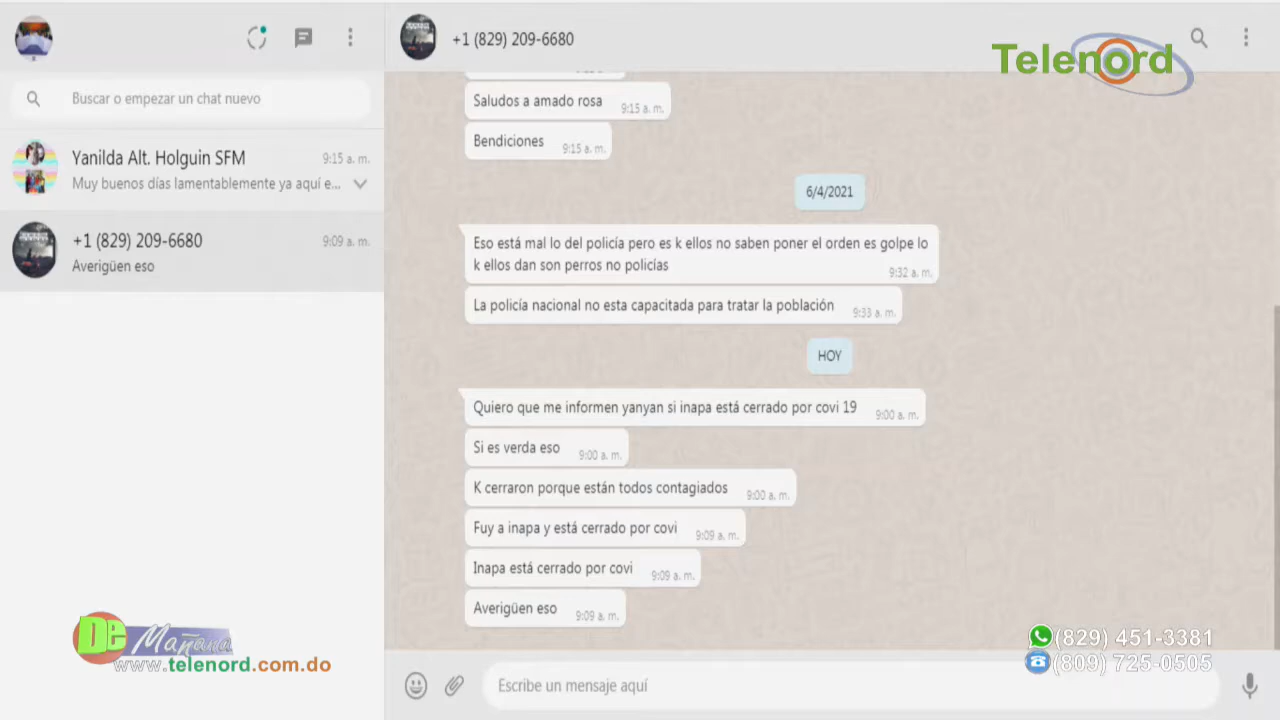 +1 (829) 209-6680
Telenord
Buscar o empezar un chat nuevo
Yanilda Alt. Holguin SFM
9:15 a. m.
Muy buenos días lamentablemente ya aquí e...
+1 (829) 209-6680
9:09 a. m.
Averigüen eso
Saludos a amado rosa
9:15 a. m.
Bendiciones
9:15 a. m.
6/4/2021
Eso está mal lo del policía pero es k ellos no saben poner el orden es golpe lo
k ellos dan son perros no policías
9:32 a. m.
La policía nacional no esta capacitada para tratar la población
9:33 a. m.
HOY
Quiero que me informen yanyan si inapa está cerrado por covi 19
9:00 a. m.
Si es verda eso
9:00 a. m.
K cerraron porque están todos contagiados
9:00 a. m.
Fuy a inapa y está cerrado por covi
9:09 a. m.
Inapa está cerrado por covi
9:09 a. m.
Averigüen eso
9:09 a. m.
De Mañana
www.telenord.com.do
(829) 451-3381
(809) 725-0505
Escribe un mensaje aquí